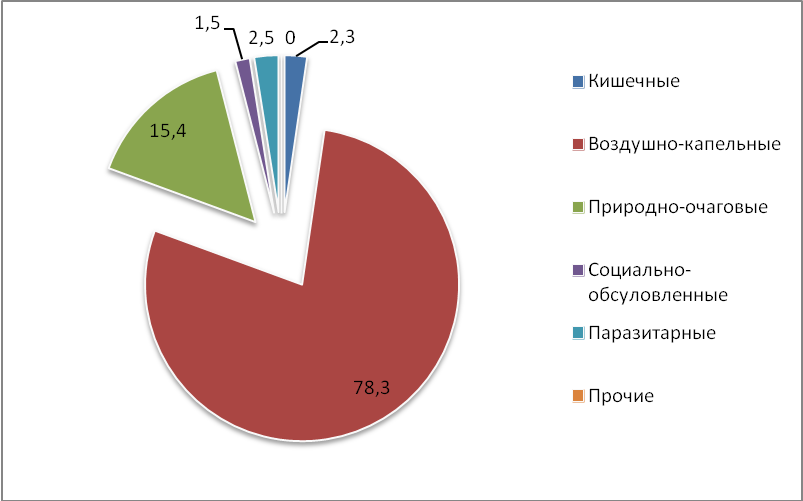 1,5
2,5
0
2,3
15,4
78,3
Кишечные
Воздушно-капельные
Природно-очаговые
Социально-
обсуловленные
Паразитарные
Прочие